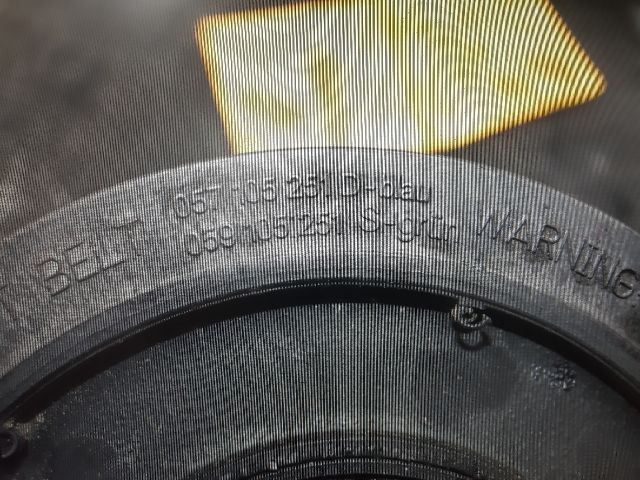 T BELT
057 105 251 D-blau
059 105 251 S-grün
WARNING